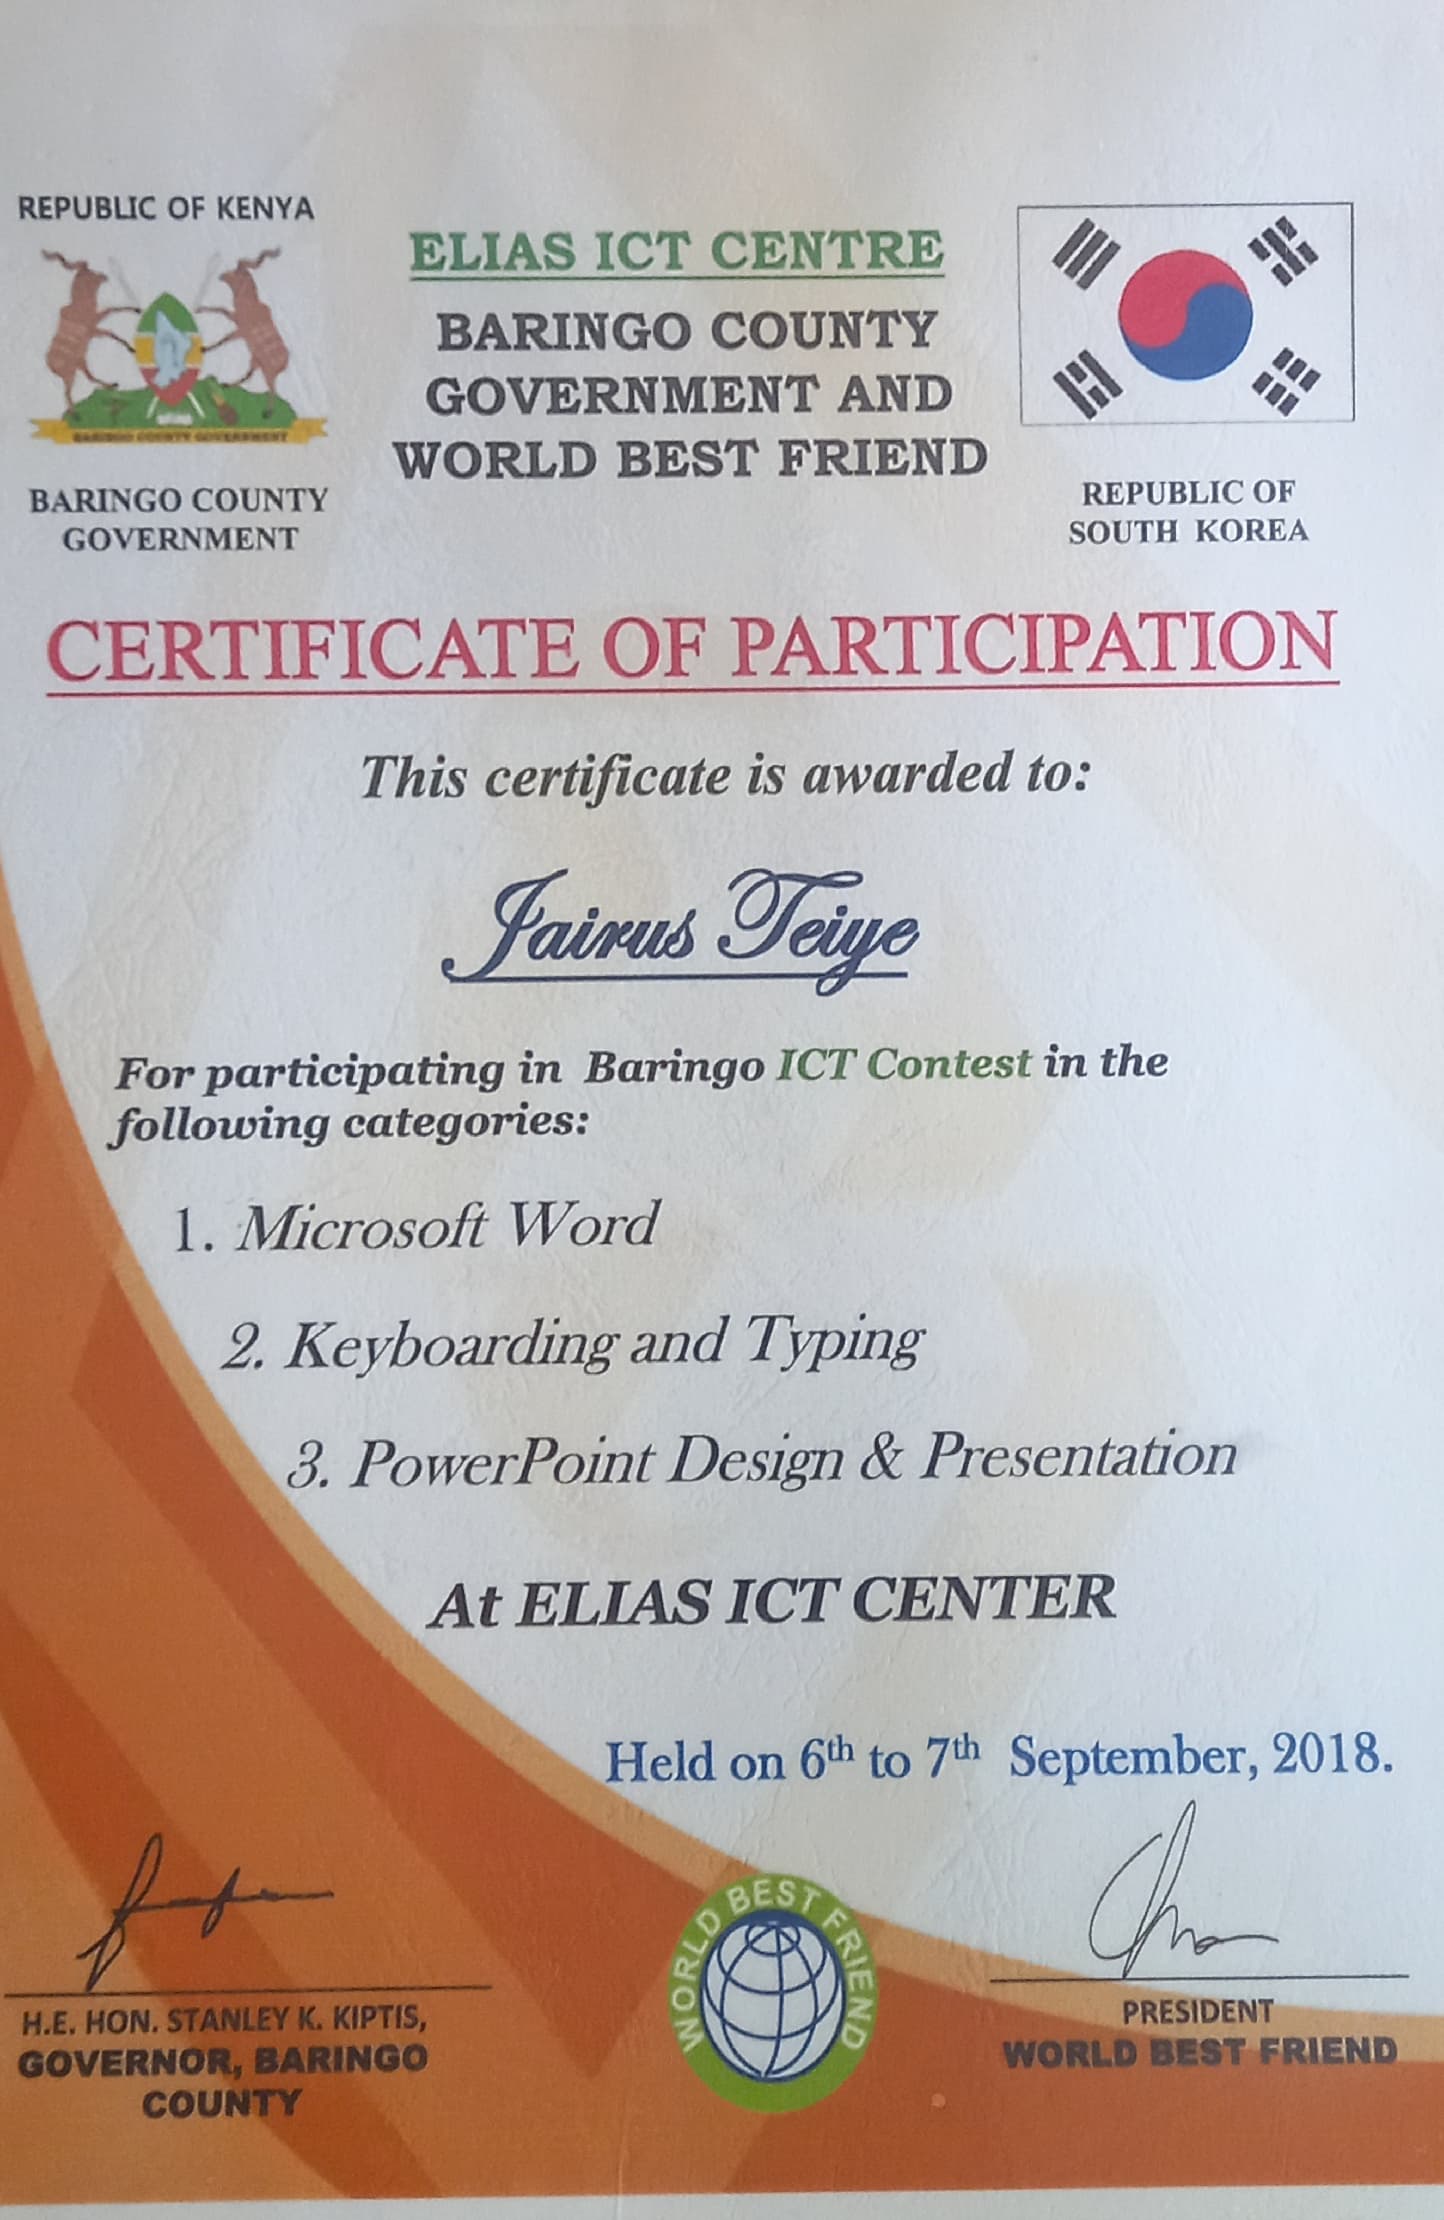 REPUBLIC OF KENYA
BARINGO COUNTY GOVERNMENT
BARINGO COUNTY
GOVERNMENT
ELIAS ICT CENTRE
BARINGO COUNTY
GOVERNMENT AND
WORLD BEST FRIEND
REPUBLIC OF
SOUTH KOREA
CERTIFICATE OF PARTICIPATION
This certificate is awarded to:
Jairus Teiye
For participating in Baringo ICT Contest in the
following categories:
1. Microsoft Word
2. Keyboarding and Typing
3. PowerPoint Design & Presentation
At ELIAS ICT CENTER
Held on 6th to 7th September, 2018.
H.E. HON. STANLEY K. KIPTIS,
GOVERNOR, BARINGO
COUNTY
WORLD BEST FRIEND
PRESIDENT
WORLD BEST FRIEND